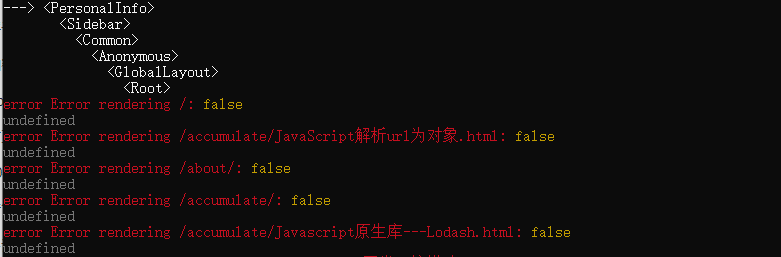 ---> <PersonalInfo>
<Sidebar>
<Common>
<Anonymous>
<GlobalLayout>
<Root>
error Error rendering /: false
undefined
error Error rendering /accumulate/JavaScript解析url为对象.html: false
undefined
error Error rendering /about/: false
undefined
error Error rendering /accumulate/: false
undefined
error Error rendering /accumulate/Javascript原生库---Lodash.html: false
undefined